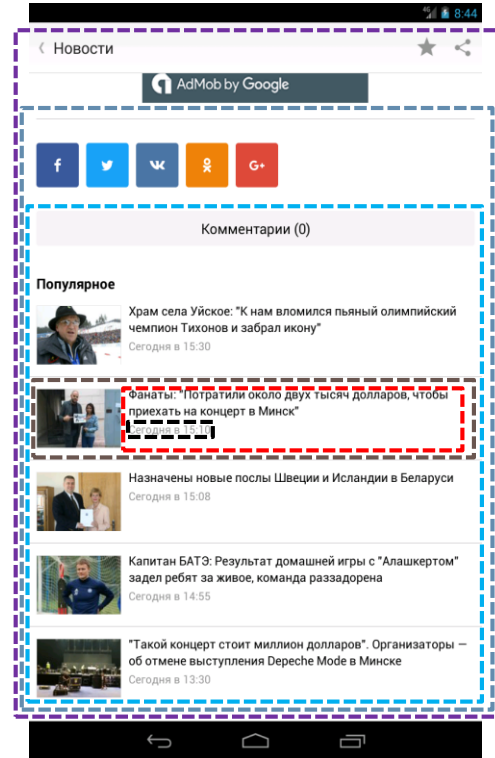 4G 8:44
Новости
AdMob by Google
f
G+
Комментарии (0)
Популярное
Храм села Уйское: "К нам вломился пьяный олимпийский
чемпион Тихонов и забрал икону"
Сегодня в 15:30
Фанаты: "Потратили около двух тысяч долларов, чтобы
приехать на концерт в Минск"
Сегодня в 15:10
Назначены новые послы Швеции и Исландии в Беларуси
Сегодня в 15:08
Капитан БАТЭ: Результат домашней игры с "Алашкертом"
задел ребят за живое, команда раззадорена
Сегодня в 14:55
"Такой концерт стоит миллион долларов". Организаторы —
об отмене выступления Depeche Mode в Минске
Сегодня в 13:30